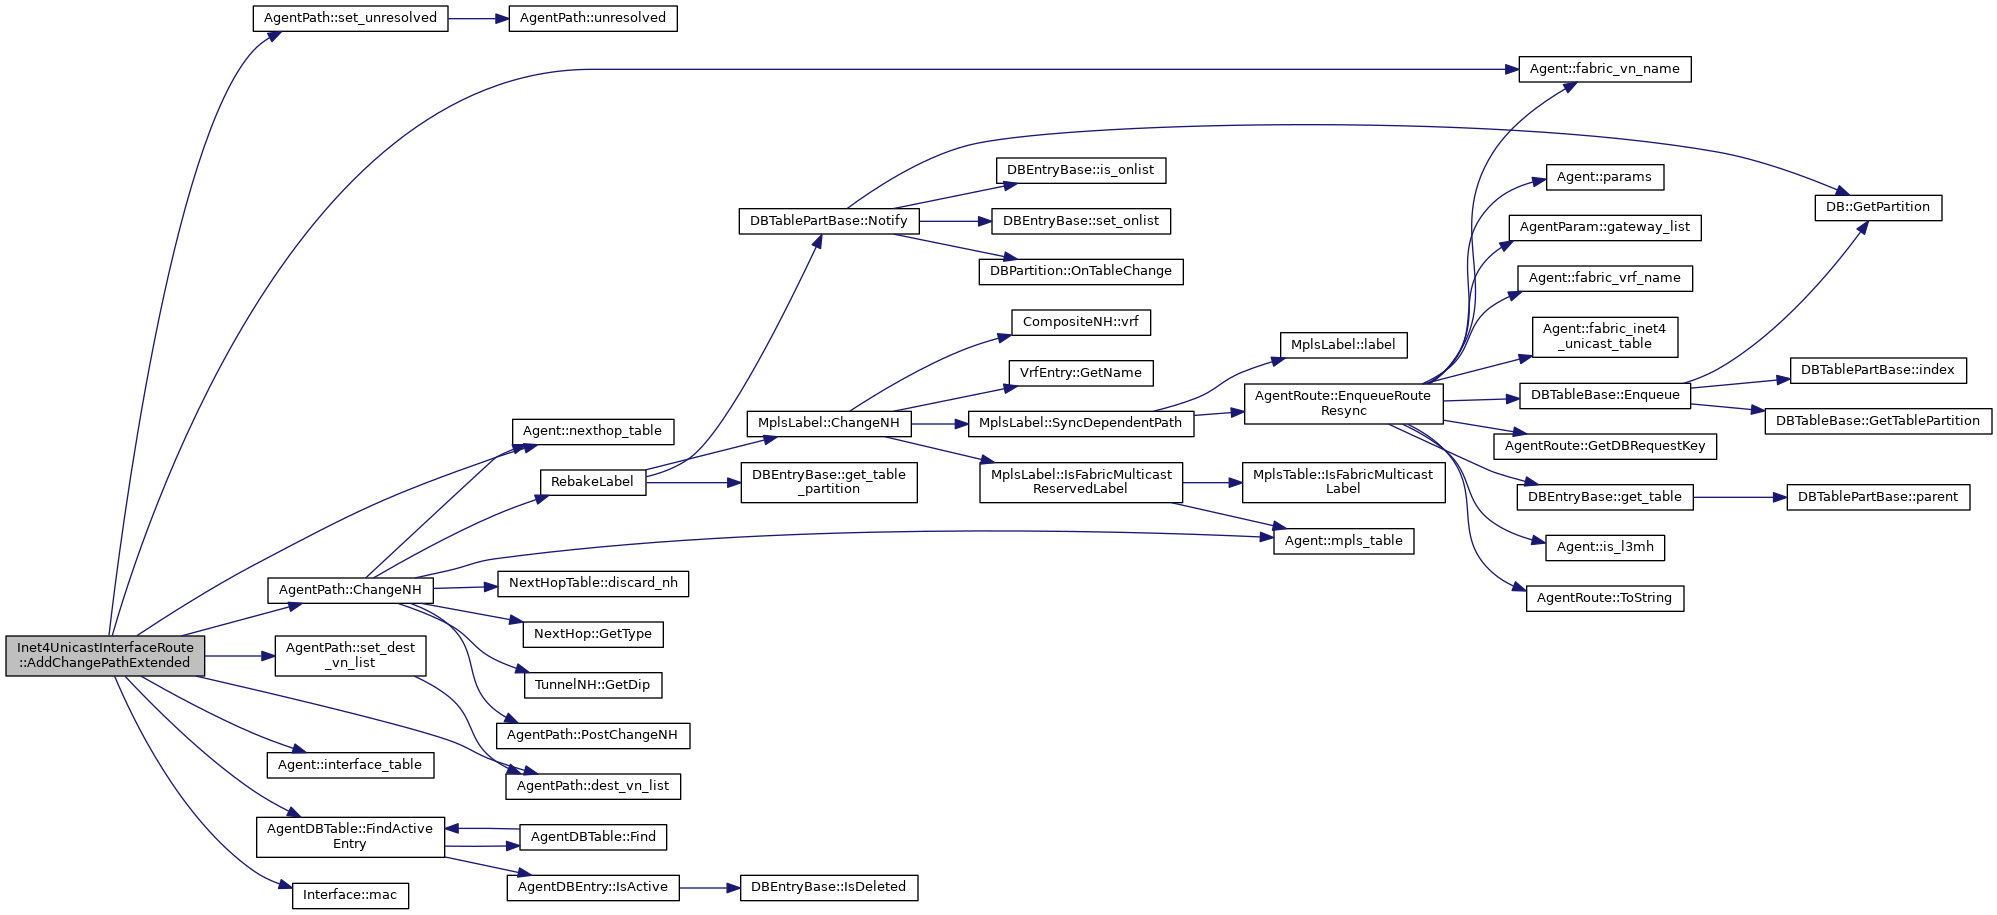 AgentPath::set_unresolved
AgentPath::unresolved
Agent::fabric_vn_name
DBEntryBase::is_onlist
Agent::params
DBTablePartBase::Notify
DBEntryBase::set_onlist
DB::GetPartition
AgentParam::gateway_list
DBPartition::OnTableChange
Agent::fabric_vrf_name
CompositeNH::vrf
Agent::fabric_inet4
_unicast_table
MplsLabel::label
VrfEntry::GetName
DBTablePartBase::index
AgentRoute::EnqueueRoute
Resync
DBTableBase::Enqueue
MplsLabel::ChangeNH
MplsLabel::SyncDependentPath
DBTableBase::GetTablePartition
Agent::nexthop_table
AgentRoute::GetDBRequestKey
RebakeLabel
DBEntryBase::get_table
_partition
MplsLabel::IsFabricMulticast
ReservedLabel
MplsTable::IsFabricMulticast
Label
DBEntryBase::get_table
DBTablePartBase::parent
Agent::mpls_table
Agent::is_l3mh
AgentPath::ChangeNH
NextHopTable::discard_nh
AgentRoute::ToString
NextHop::GetType
Inet4UnicastInterfaceRoute
::AddChangePathExtended
AgentPath::set_dest
_vn_list
TunnelNH::GetDip
AgentPath::PostChangeNH
Agent::interface_table
AgentPath::dest_vn_list
AgentDBTable::FindActive
Entry
AgentDBTable::Find
AgentDBEntry::IsActive
DBEntryBase::IsDeleted
Interface::mac